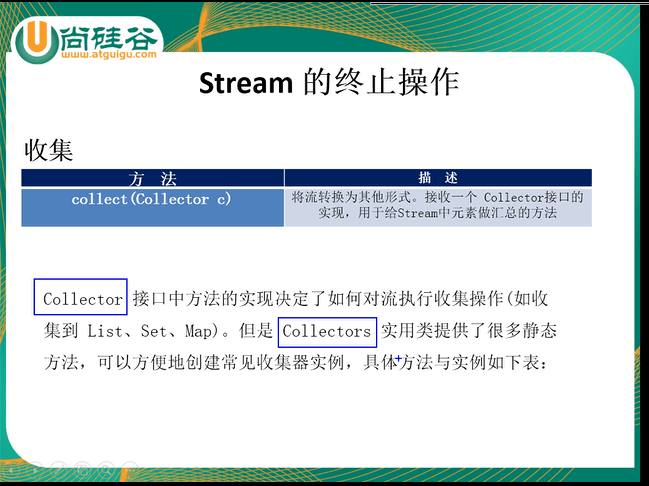 尚硅谷
www.atguigu.com
Stream 的终止操作
收集
方 法
描 述
collect(Collector c)
将流转换为其他形式。接收一个 Collector接口的
实现，用于给Stream中元素做汇总的方法
Collector 接口中方法的实现决定了如何对流执行收集操作(如收
集到 List、Set、Map)。但是 Collectors 实用类提供了很多静态
方法，可以方便地创建常见收集器实例，具体方法与实例如下表：